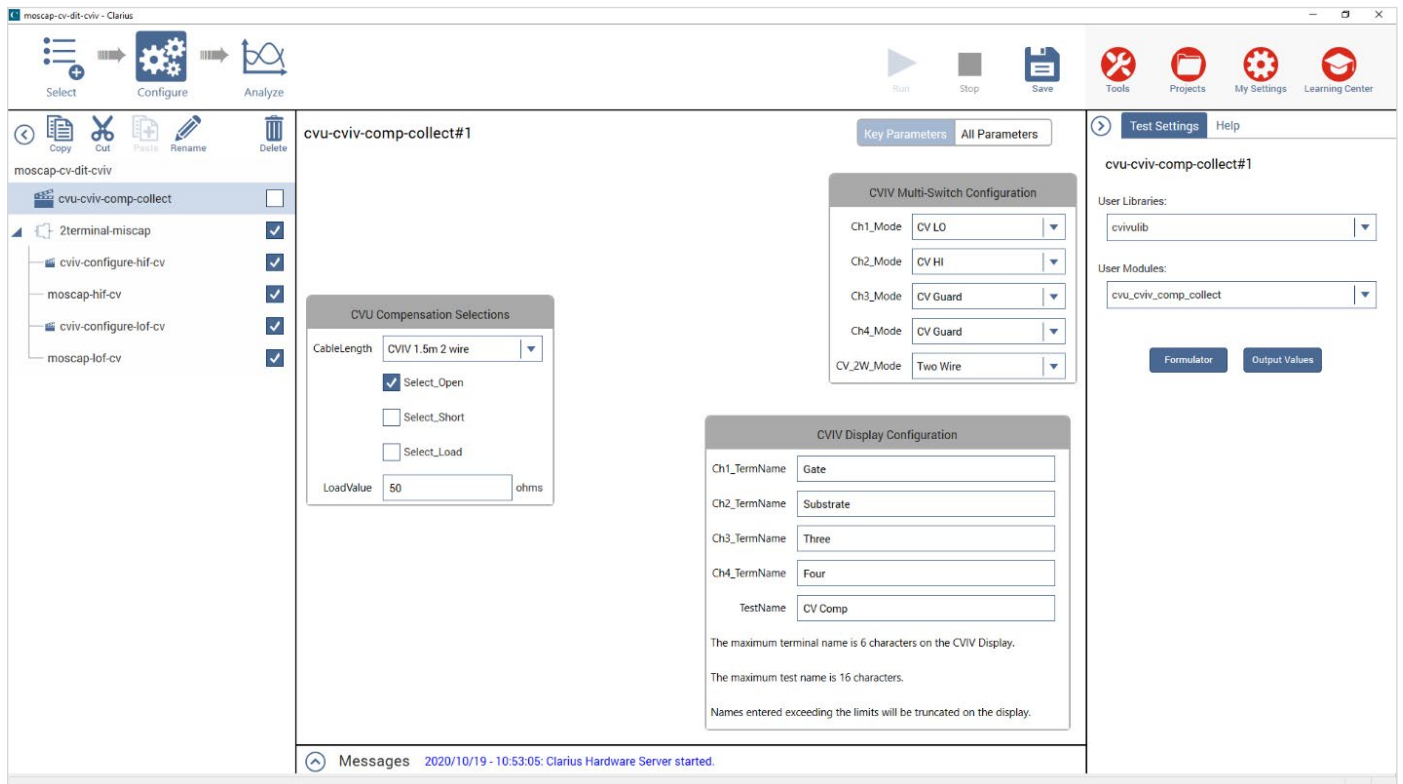 moscap-cv-dit-cviv - Clarius
Select
Configure
Analyze
Run
Stop
Save
Tools
Projects
My Settings
Learning Center
Copy
Cut
Paste
Rename
Delete
moscap-cv-dit-cviv
cvu-cviv-comp-collect
2terminal-miscap
cviv-configure-hif-cv
moscap-hif-cv
cviv-configure-lof-cv
moscap-lof-cv
cvu-cviv-comp-collect#1
Key Parameters All Parameters
CVU Compensation Selections
CableLength CVIV 1.5m 2 wire
Select_Open
Select_Short
Select_Load
LoadValue 50 ohms
CVIV Multi-Switch Configuration
Ch1_Mode CV LO
Ch2_Mode CV HI
Ch3_Mode CV Guard
Ch4_Mode CV Guard
CV_2W_Mode Two Wire
CVIV Display Configuration
Ch1_TermName Gate
Ch2_TermName Substrate
Ch3_TermName Three
Ch4_TermName Four
TestName CV Comp
The maximum terminal name is 6 characters on the CVIV Display.
The maximum test name is 16 characters.
Names entered exceeding the limits will be truncated on the display.
Messages 2020/10/19 - 10:53:05: Clarius Hardware Server started.
Test Settings Help
cvu-cviv-comp-collect#1
User Libraries:
cvivulib
User Modules:
cvu_cviv_comp_collect
Formulator Output Values